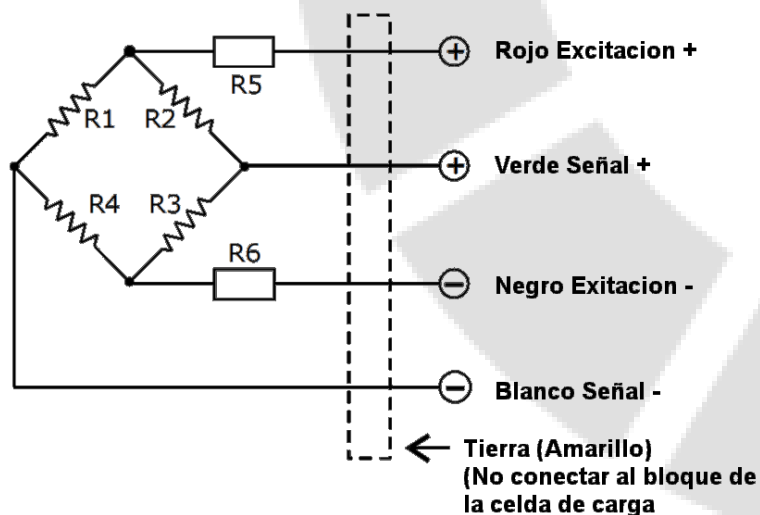 R5
Rojo Excitacion +
R1
R2
Verde Señal +
R4
R3
R6
Negro Exitacion -
Blanco Señal -
Tierra (Amarillo)
(No conectar al bloque de
la celda de carga